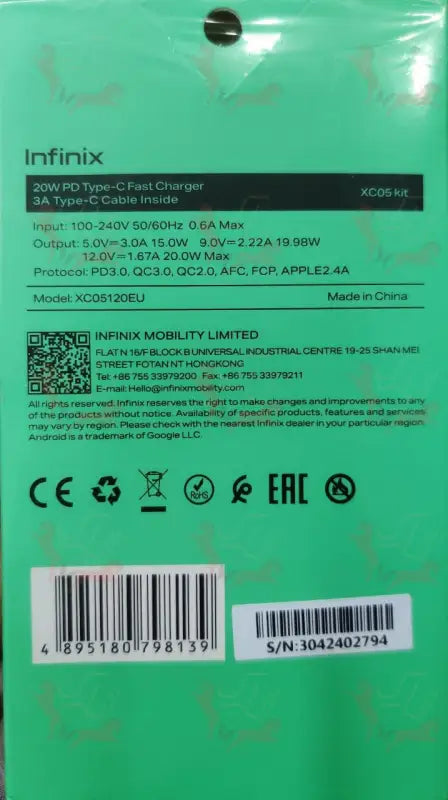 Infinix
20W PD Type-C Fast Charger
3A Type-C Cable Inside
XC05 kit
Input: 100-240V 50/60Hz 0.6A Max
Output: 5.0V⎓3.0A 15.0W 9.0V⎓2.22A 19.98W
12.0V⎓1.67A 20.0W Max
Protocol: PD3.0, QC3.0, QC2.0, AFC, FCP, APPLE2.4A
Model: XC05120EU
Made in China
INFINIX MOBILITY LIMITED
FLAT N 16/F BLOCK B UNIVERSAL INDUSTRIAL CENTRE 19-25 SHAN MEI
STREET FOTAN NT HONGKONG
Tel: +86 755 33979200 Fax: +86 755 33979211
E-mail: Hello@infinixmobility.com
All rights reserved. Infinix reserves the right to make changes and improvements to any
of the products without notice. Availability of specific products, features and services
may vary by region. Please check with the nearest Infinix dealer in your particular region.
Android is a trademark of Google LLC.
CE
RoHS
EAC
4 895180 798139
S/N:3042402794